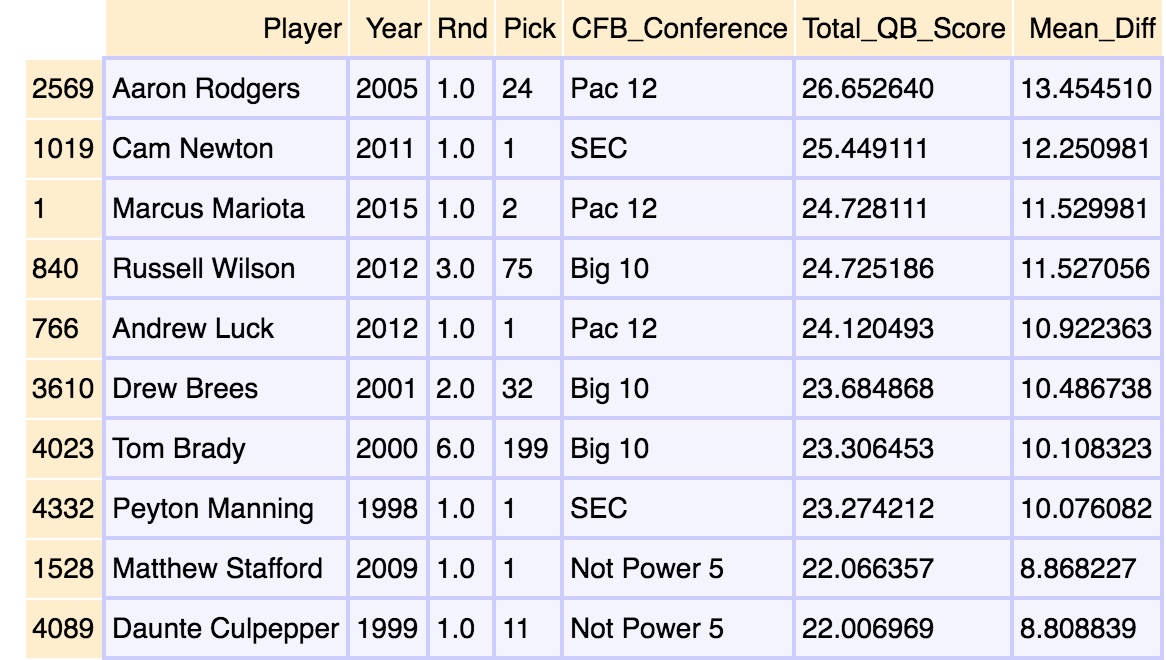 Player Year Rnd Pick CFB_Conference Total_QB_Score Mean_Diff
2569 Aaron Rodgers 2005 1.0 24 Pac 12 26.652640 13.454510
1019 Cam Newton 2011 1.0 1 SEC 25.449111 12.250981
1 Marcus Mariota 2015 1.0 2 Pac 12 24.728111 11.529981
840 Russell Wilson 2012 3.0 75 Big 10 24.725186 11.527056
766 Andrew Luck 2012 1.0 1 Pac 12 24.120493 10.922363
3610 Drew Brees 2001 2.0 32 Big 10 23.684868 10.486738
4023 Tom Brady 2000 6.0 199 Big 10 23.306453 10.108323
4332 Peyton Manning 1998 1.0 1 SEC 23.274212 10.076082
1528 Matthew Stafford 2009 1.0 1 Not Power 5 22.066357 8.868227
4089 Daunte Culpepper 1999 1.0 11 Not Power 5 22.006969 8.808839